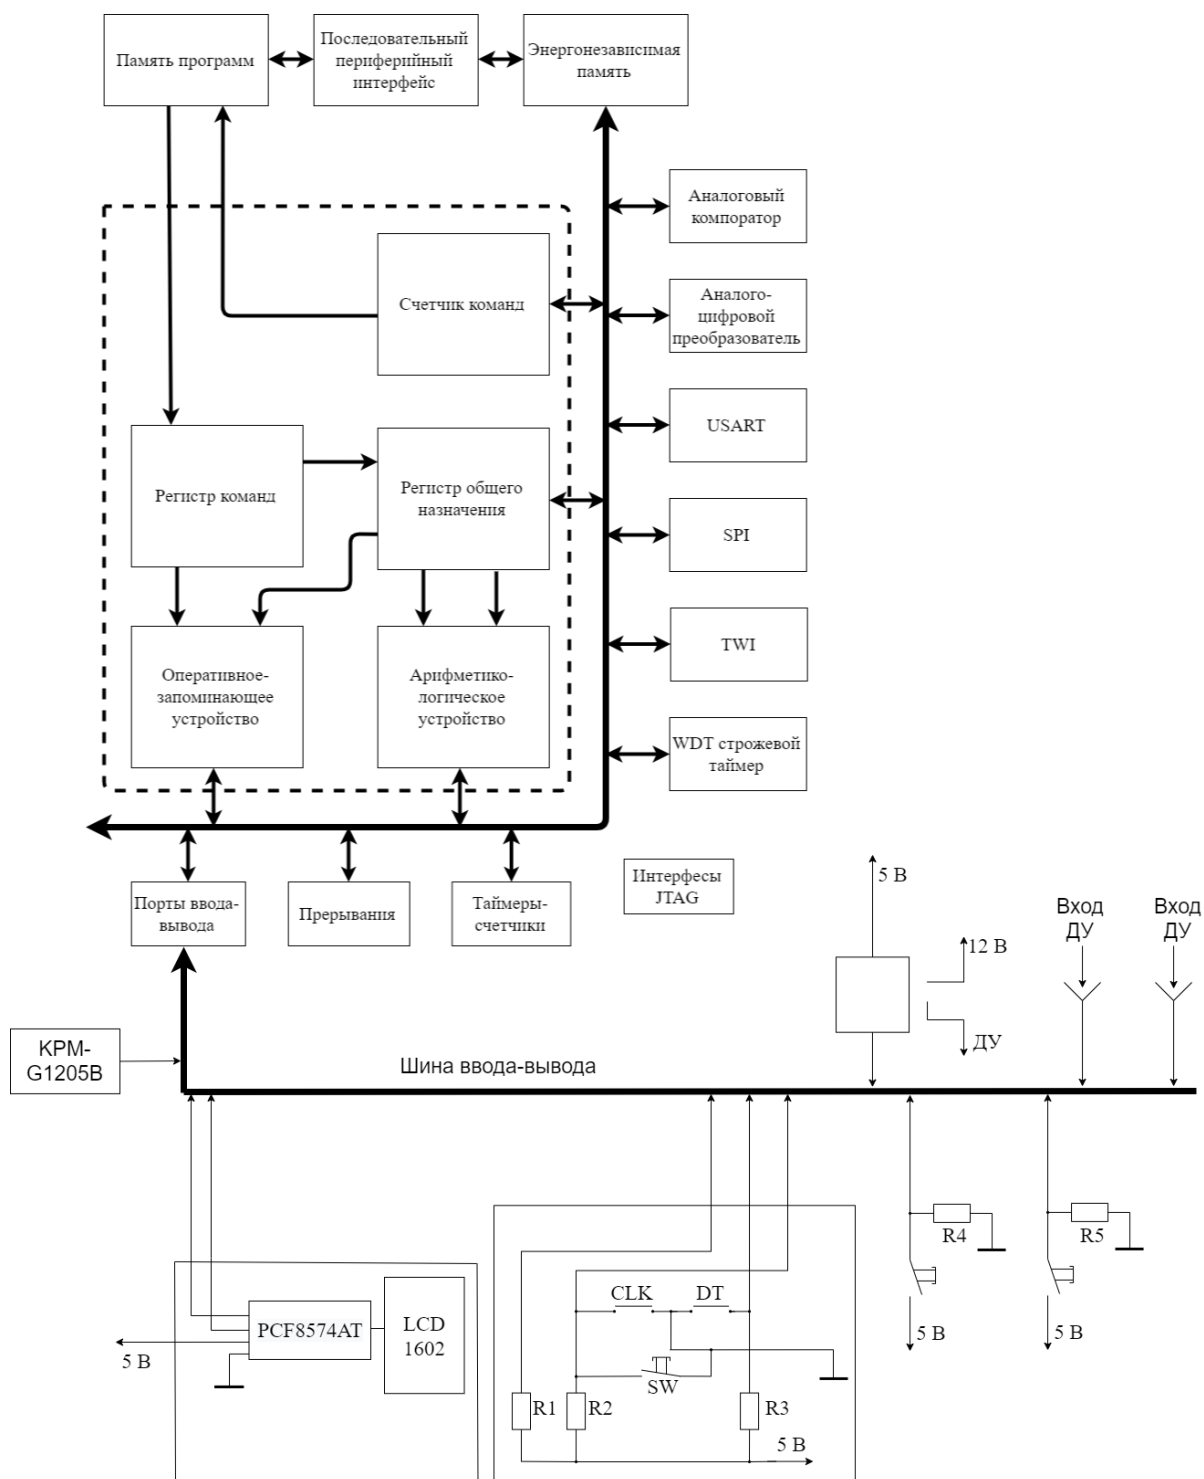 Память программ
Последовательный
периферийный
интерфейс
Энергонезависимая
память
Аналоговый
компоратор
Счетчик команд
Аналого-
цифровой
преобразователь
USART
Регистр команд
Регистр общего
назначения
SPI
Оперативное-
запоминающее
устройство
Арифметико-
логическое
устройство
TWI
WDT строжевой
таймер
Порты ввода-
вывода
Прерывания
Таймеры-
счетчики
Интерфесы
JTAG
5 В
12 В
ДУ
Вход
ДУ
Вход
ДУ
KPM-
G1205B
Шина ввода-вывода
PCF8574AT
LCD
1602
5 В
CLK
DT
SW
R1
R2
R3
5 В
R4
5 В
R5
5 В